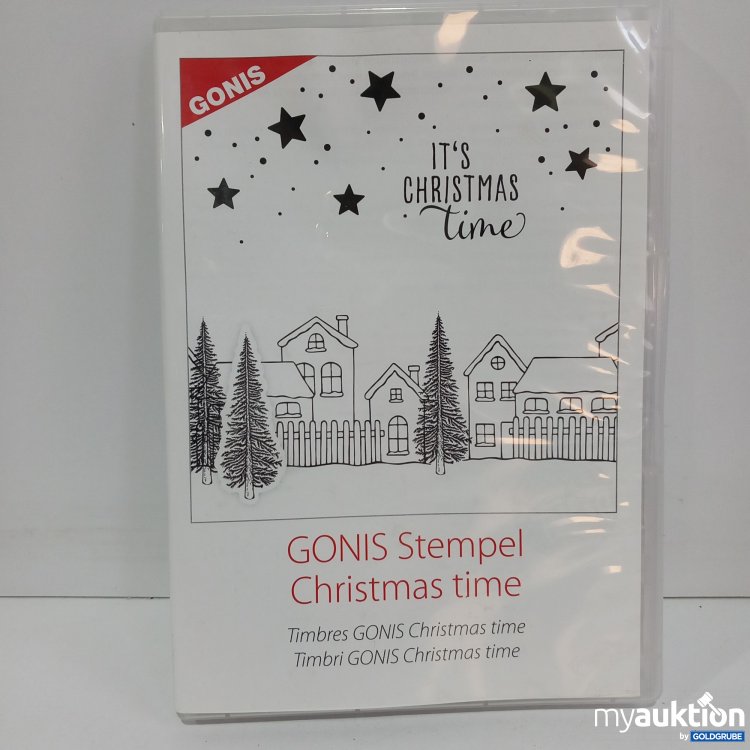 GONIS
IT'S
CHRISTMAS
time
GONIS Stempel
Christmas time
Timbres GONIS Christmas time
Timbri GONIS Christmas time
myauktion
by GOLDGRUBE